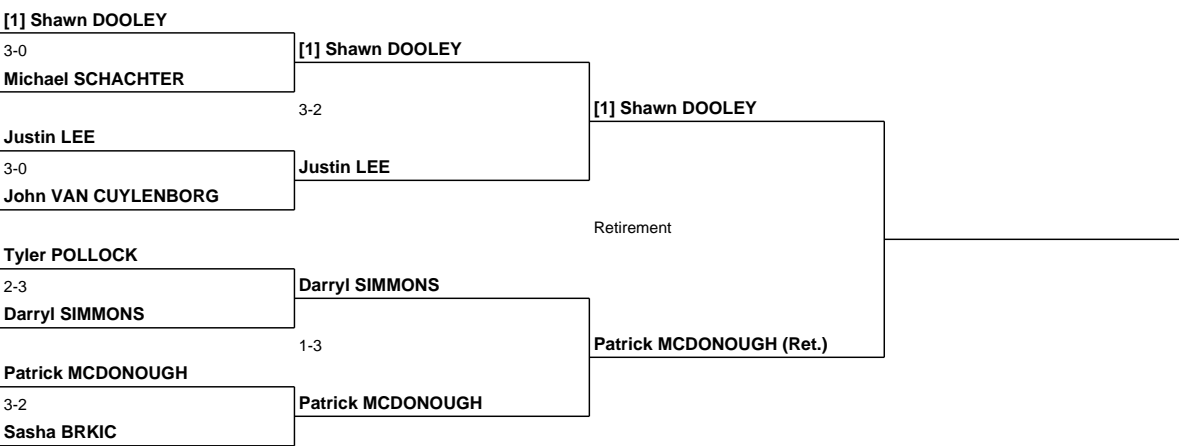 [1] Shawn DOOLEY
3-0
[1] Shawn DOOLEY
Michael SCHACHTER
3-2
[1] Shawn DOOLEY
Justin LEE
3-0
Justin LEE
John VAN CUYLENBORG
Retirement
Tyler POLLOCK
2-3
Darryl SIMMONS
Darryl SIMMONS
1-3
Patrick MCDONOUGH (Ret.)
Patrick MCDONOUGH
3-2
Patrick MCDONOUGH
Sasha BRKIC